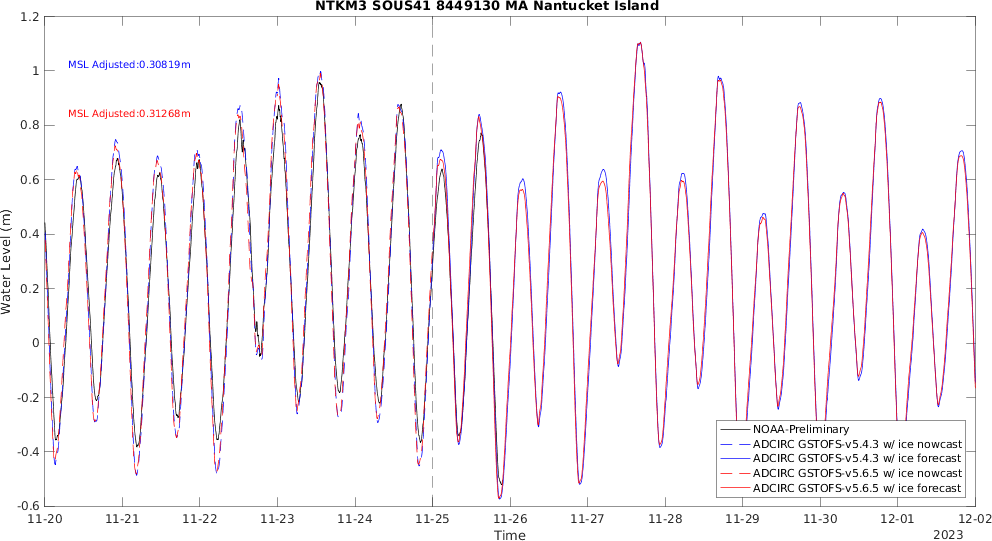 NTKM3 SOUS41 8449130 MA Nantucket Island
1.2
1
0.8
0.6
0.4
0.2
0
-0.2
-0.4
-0.6
Water Level (m)
MSL Adjusted:0.30819m
MSL Adjusted:0.31268m
NOAA-Preliminary
ADCIRC GSTOFS-v5.4.3 w/ ice nowcast
ADCIRC GSTOFS-v5.4.3 w/ ice forecast
ADCIRC GSTOFS-v5.6.5 w/ ice nowcast
ADCIRC GSTOFS-v5.6.5 w/ ice forecast
11-20 11-21 11-22 11-23 11-24 11-25 11-26 11-27 11-28 11-29 11-30 12-01 12-02
Time
2023